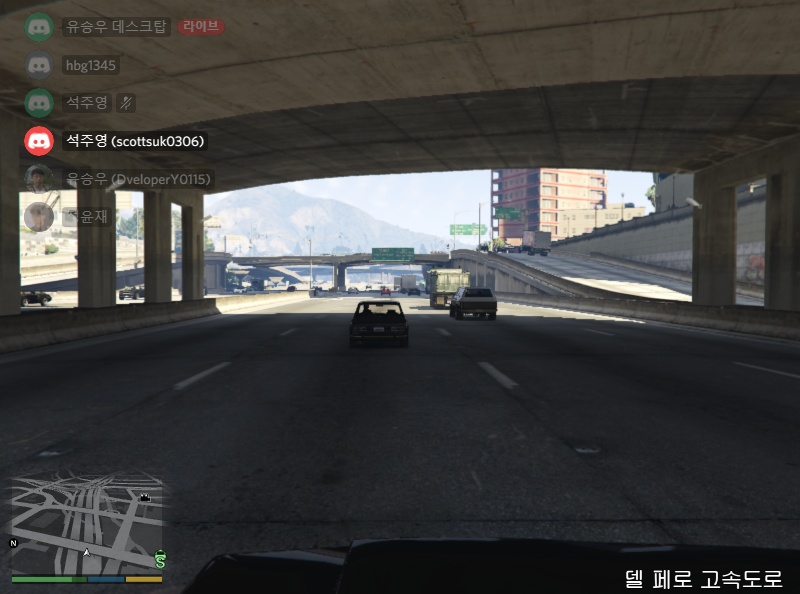 유승우 데스크탑 라이브
hbg1345
석주영
석주영 (scottsuk0306)
유승우 (DveloperY0115)
윤재
N
S
델 페로 고속도로